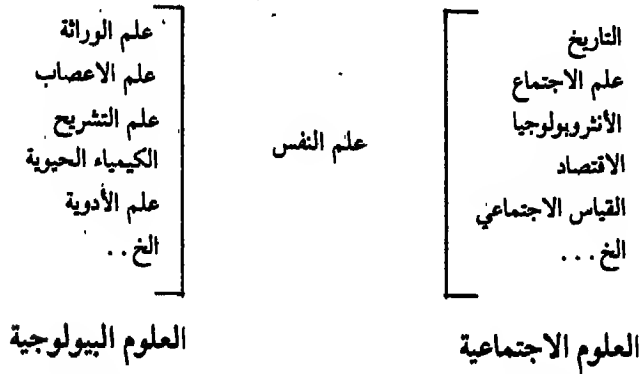 التاريخ
علم الاجتماع
الأنثروبولوجيا
الاقتصاد
القياس الاجتماعي
الخ...
العلوم الاجتماعية
علم النفس
علم الوراثة
علم الاعصاب
علم التشريح
الكيمياء الحيوية
علم الأدوية
الخ..
العلوم البيولوجية